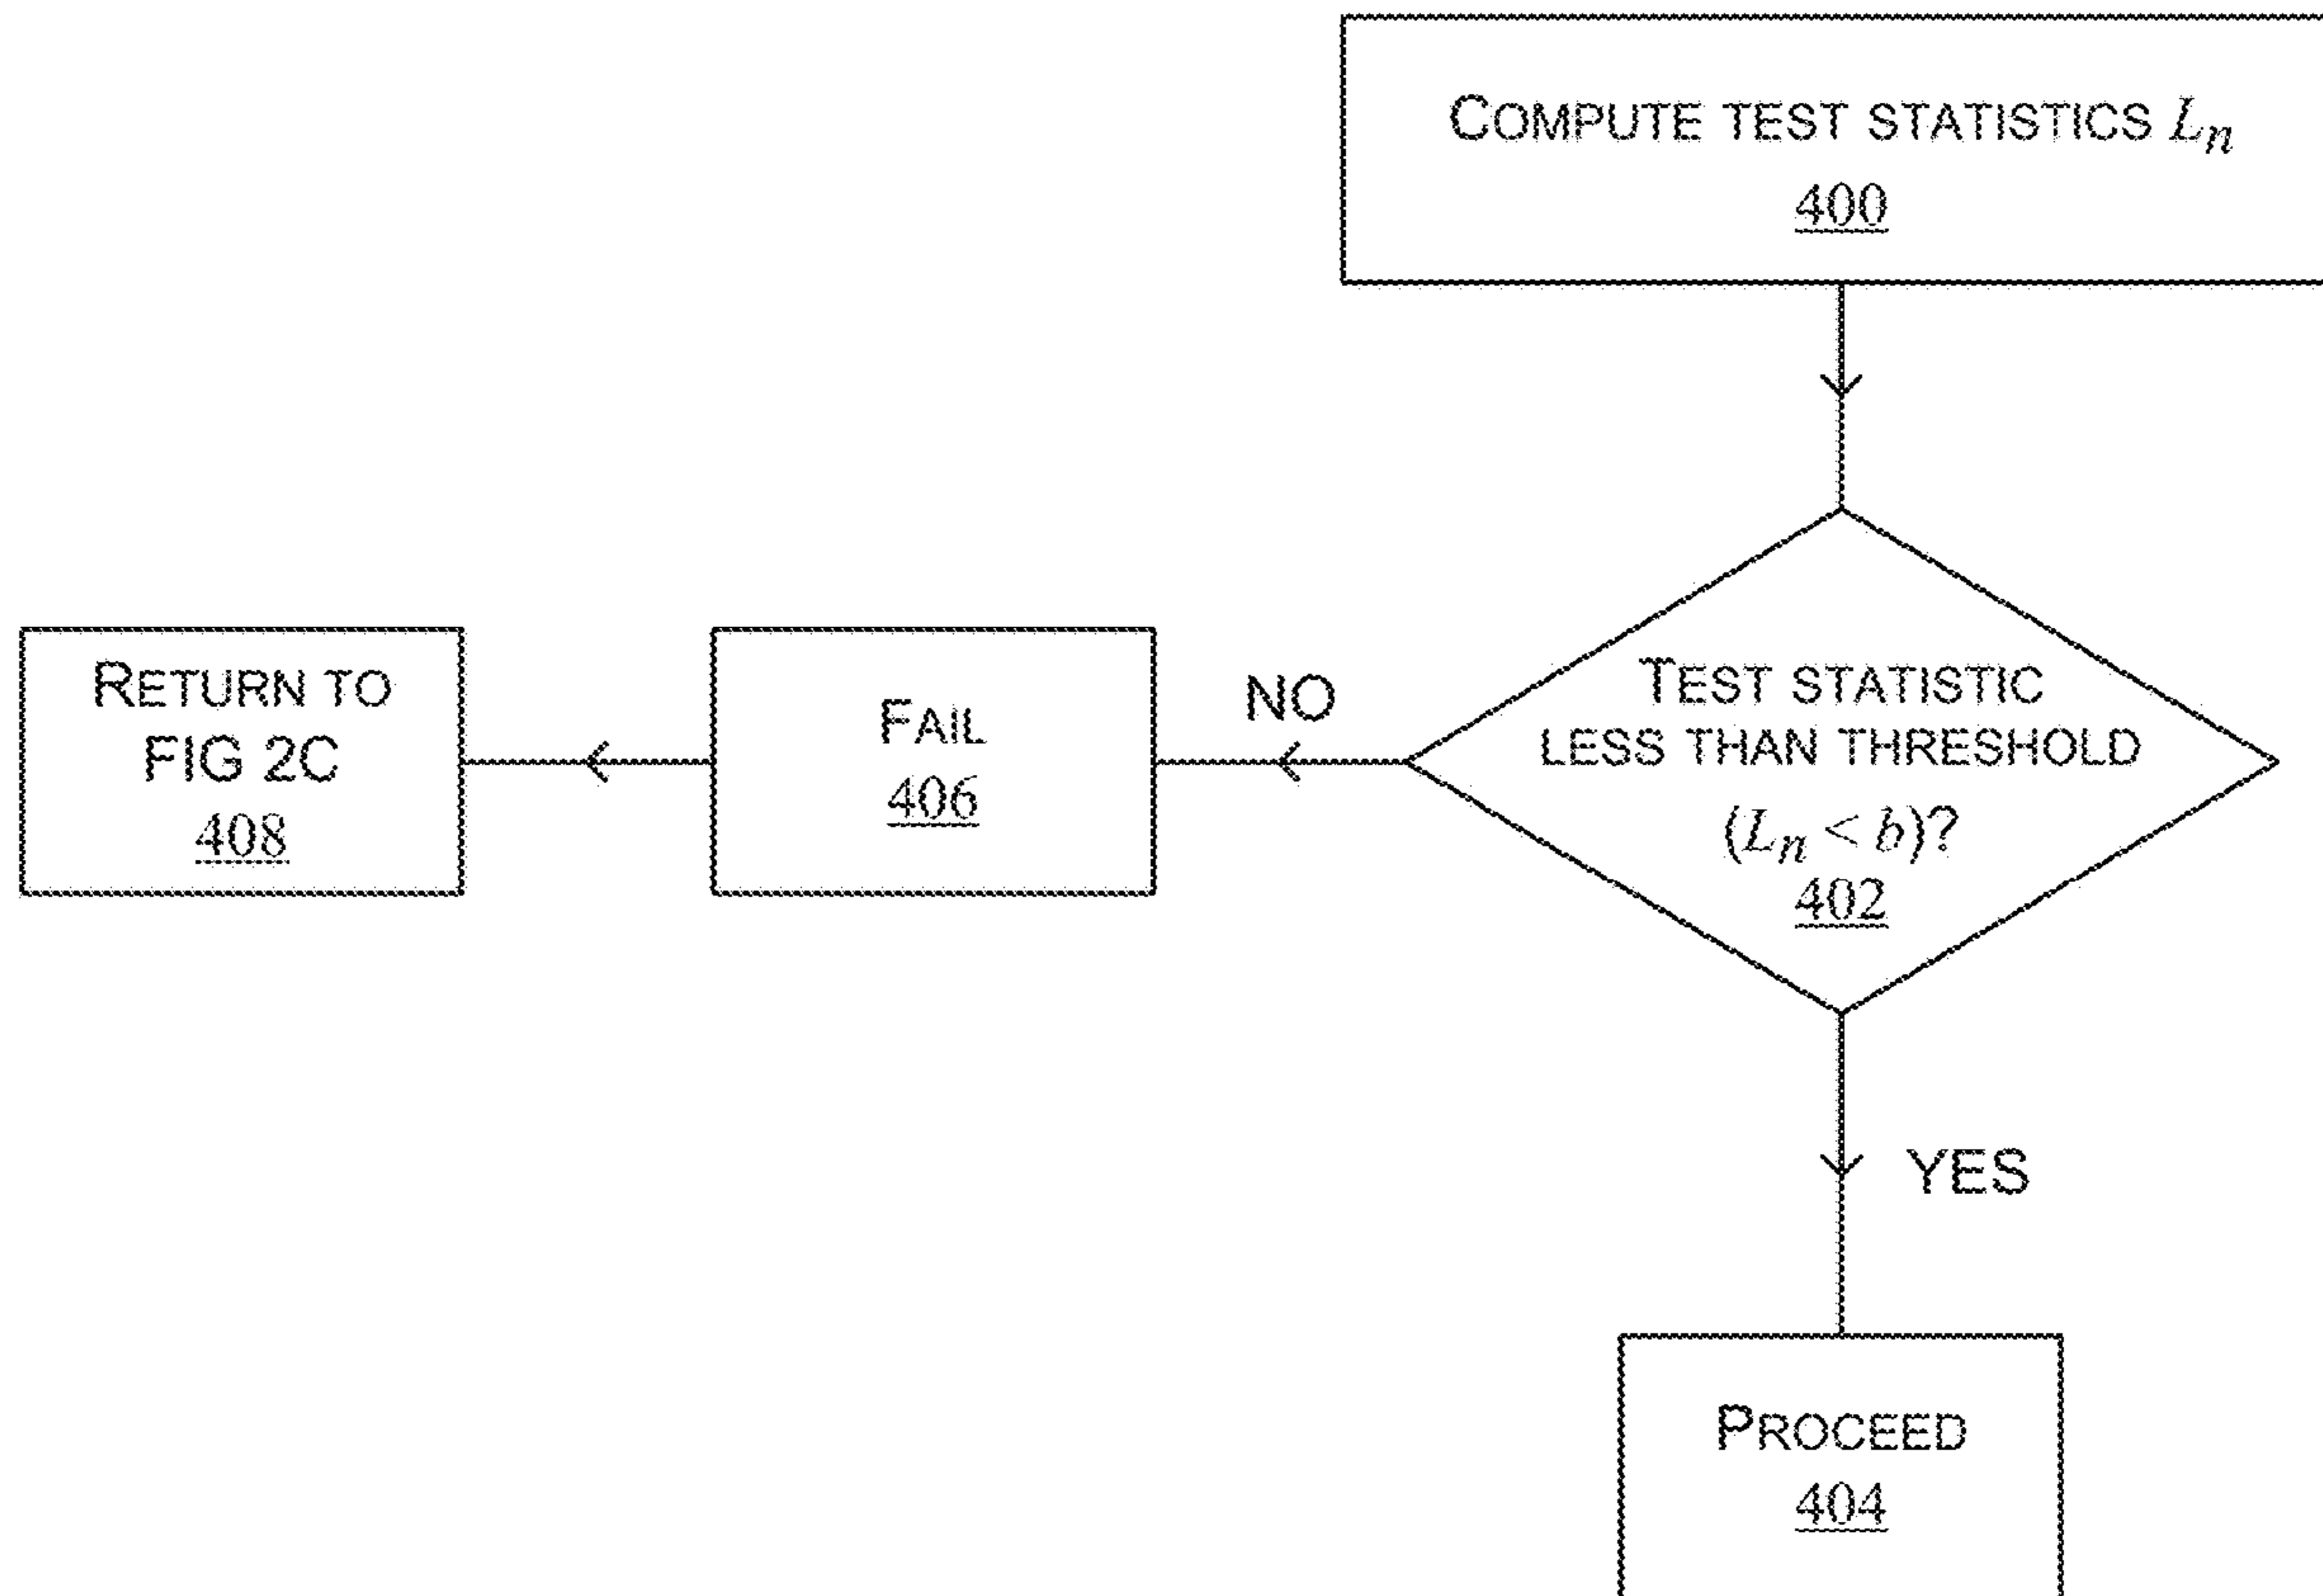 COMPUTE TEST STATISTICS Ln
400
TEST STATISTIC
LESS THAN THRESHOLD
(Ln < b)?
402
NO
FAIL
406
RETURN TO
FIG 2C
408
YES
PROCEED
404